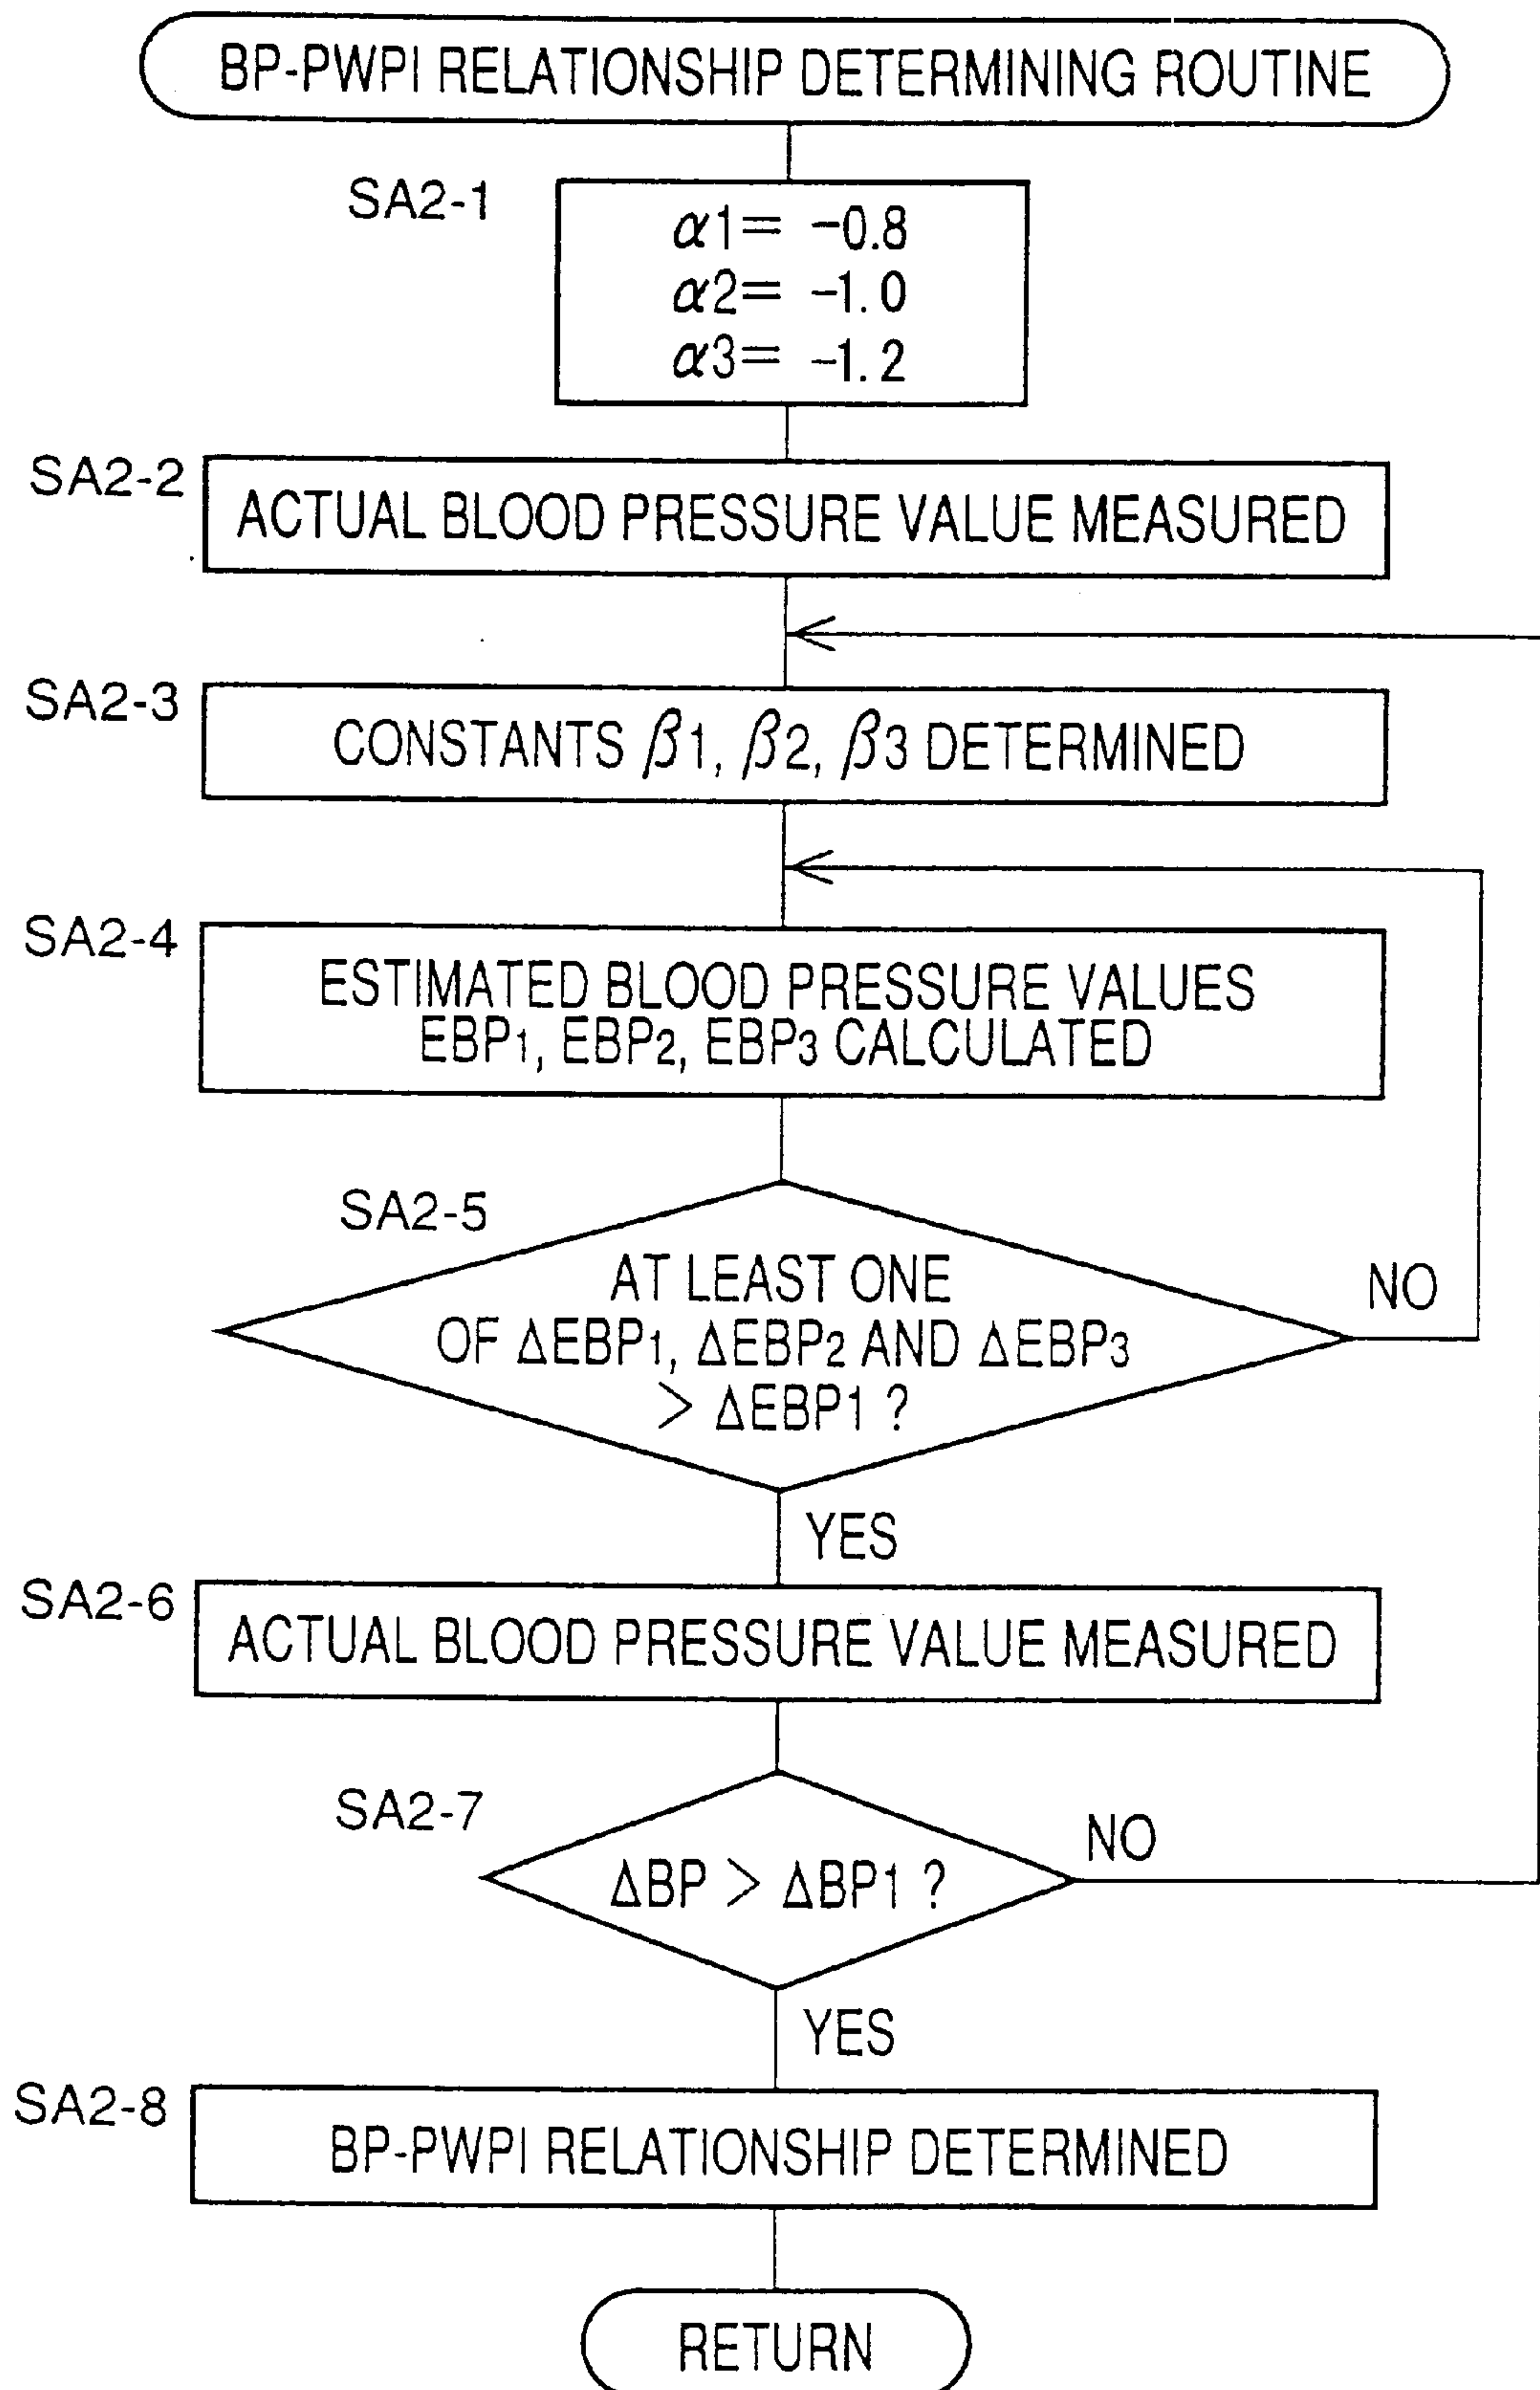 BP-PWPI RELATIONSHIP DETERMINING ROUTINE
SA2-1
α1= -0.8
α2= -1.0
α3= -1.2
SA2-2
ACTUAL BLOOD PRESSURE VALUE MEASURED
SA2-3
CONSTANTS β1, β2, β3 DETERMINED
SA2-4
ESTIMATED BLOOD PRESSURE VALUES
EBP1, EBP2, EBP3 CALCULATED
SA2-5
AT LEAST ONE
OF ΔEBP1, ΔEBP2 AND ΔEBP3
> ΔEBP1 ?
NO
YES
SA2-6
ACTUAL BLOOD PRESSURE VALUE MEASURED
SA2-7
ΔBP > ΔBP1 ?
NO
YES
SA2-8
BP-PWPI RELATIONSHIP DETERMINED
RETURN